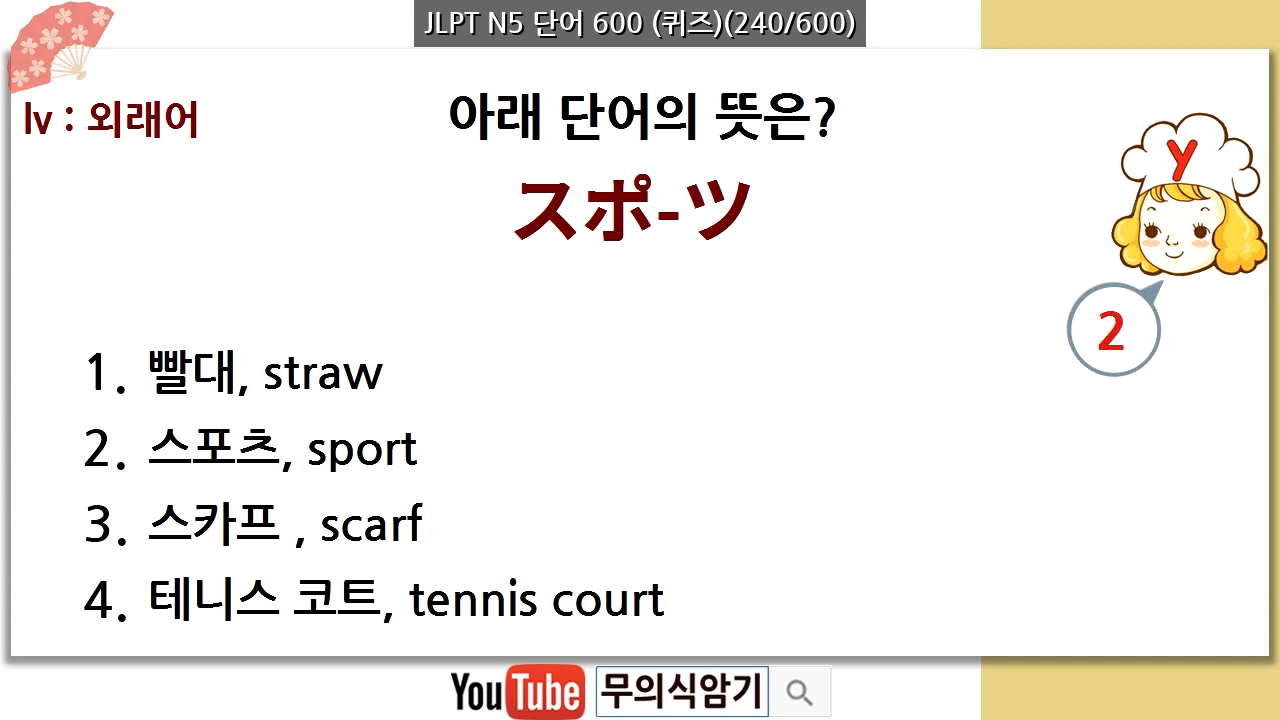 JLPT N5 단어 600 (퀴즈)(240/600)
lv : 외래어
아래 단어의 뜻은?
スポ-ツ
Y
2
1. 빨대, straw
2. 스포츠, sport
3. 스카프 , scarf
4. 테니스 코트, tennis court
YouTube 무의식암기